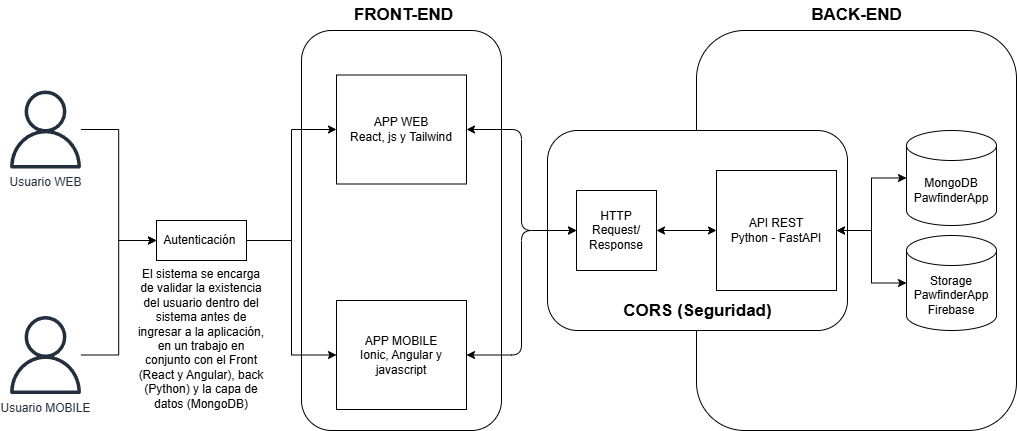 FRONT-END
BACK-END
Usuario WEB
Usuario MOBILE
Autenticación
El sistema se encarga
de validar la existencia
del usuario dentro del
sistema antes de
ingresar a la aplicación,
en un trabajo en
conjunto con el Front
(React y Angular), back
(Python) y la capa de
datos (MongoDB)
APP WEB
React, js y Tailwind
APP MOBILE
Ionic, Angular y
javascript
HTTP
Request/
Response
API REST
Python - FastAPI
CORS (Seguridad)
MongoDB
PawfinderApp
Storage
PawfinderApp
Firebase